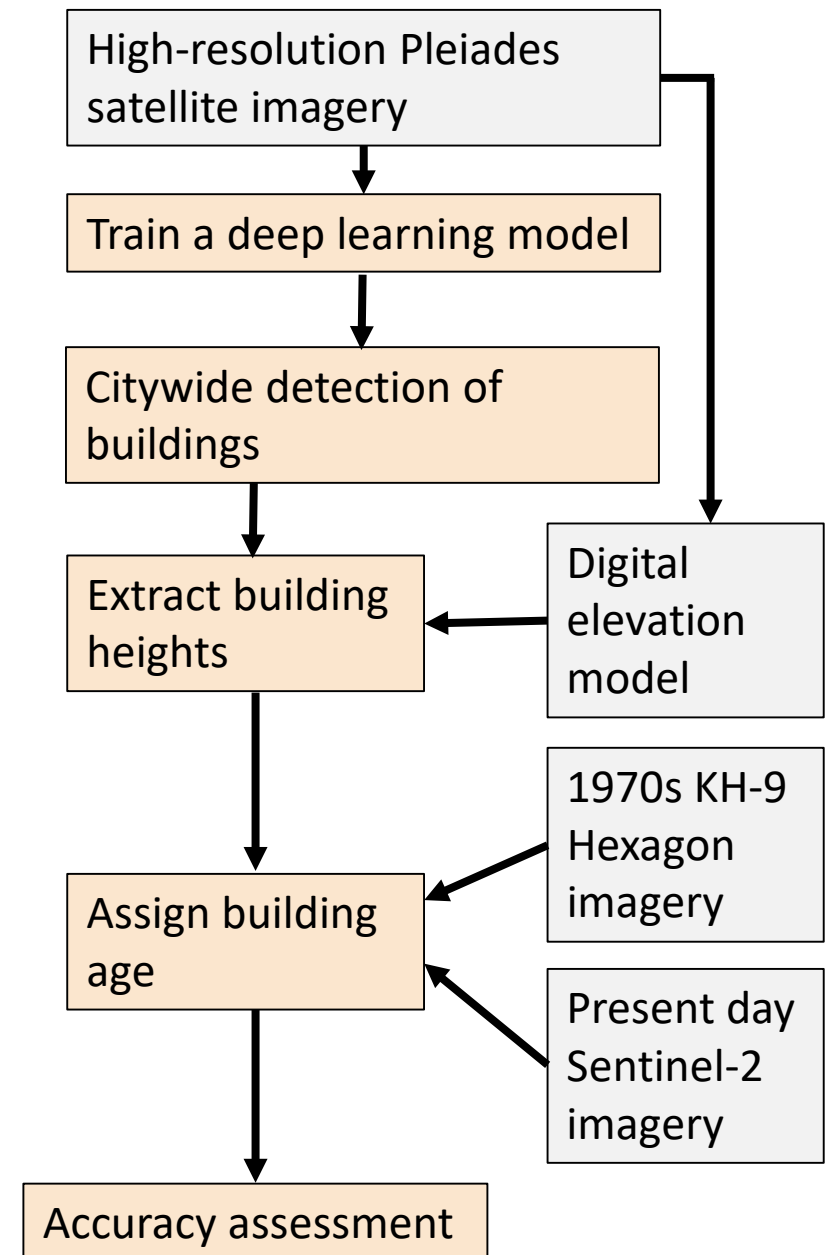 High-resolution Pleiades
satellite imagery
Train a deep learning model
Citywide detection of
buildings
Extract building
heights
Digital
elevation
model
1970s KH-9
Hexagon
imagery
Assign building
age
Present day
Sentinel-2
imagery
Accuracy assessment